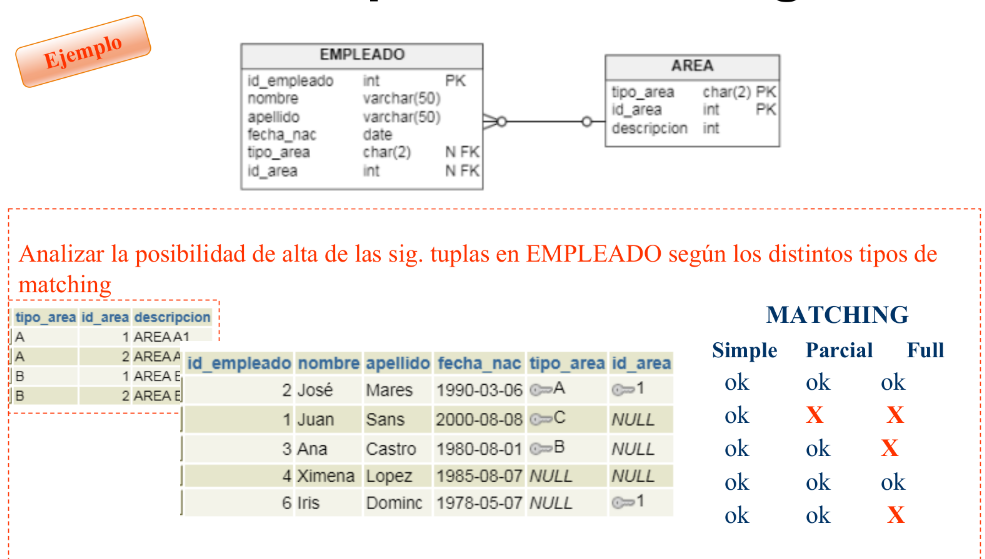 Ejemplo
EMPLEADO
id_empleado int PK
nombre varchar(50)
apellido varchar(50)
fecha_nac date
tipo_area char(2) N FK
id_area int N FK
AREA
tipo_area char(2) PK
id_area int PK
descripcion int
Analizar la posibilidad de alta de las sig. tuplas en EMPLEADO según los distintos tipos de
matching
tipo_area id_area descripcion
A 1 AREA A1
A 2 AREA A
B 1 AREA
B 2 AREA
id_empleado nombre apellido fecha_nac tipo_area id_area
2 José Mares 1990-03-06 A 1
1 Juan Sans 2000-08-08 C NULL
3 Ana Castro 1980-08-01 B NULL
4 Ximena Lopez 1985-08-07 NULL NULL
6 Iris Dominc 1978-05-07 NULL 1
MATCHING
Simple Parcial Full
ok ok ok
ok X X
ok ok X
ok ok ok
ok ok X